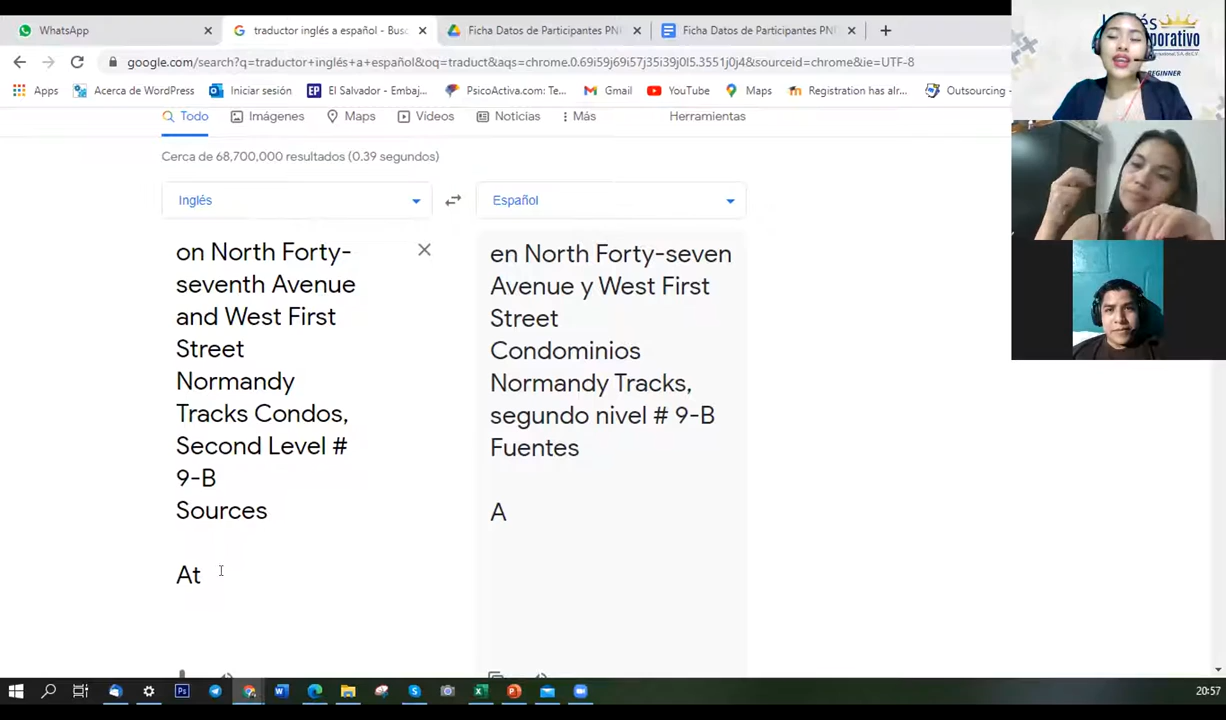 WhatsApp
traductor inglés a español - Busc
Ficha Datos de Participantes PNI
Ficha Datos de Participantes PNF
google.com/search?q=traductor+inglés+a+español&oq=traduct&aqs=chrome.0.69i59j69i57j35i39j0l5.3551j0j4&sourceid=chrome&ie=UTF-8
Apps
Acerca de WordPress
Iniciar sesión
El Salvador - Embaj...
PsicoActiva.com: Te...
Gmail
YouTube
Maps
Registration has alr...
Outsourcing -
Todo
Imágenes
Maps
Vídeos
Noticias
Más
Herramientas
Cerca de 68,700,000 resultados (0.39 segundos)
Inglés
Español
on North Forty-
seventh Avenue
and West First
Street
Normandy
Tracks Condos,
Second Level #
9-B
Sources
At
en North Forty-seven
Avenue y West First
Street
Condominios
Normandy Tracks,
segundo nivel # 9-B
Fuentes
A
BEGINNER
20:57